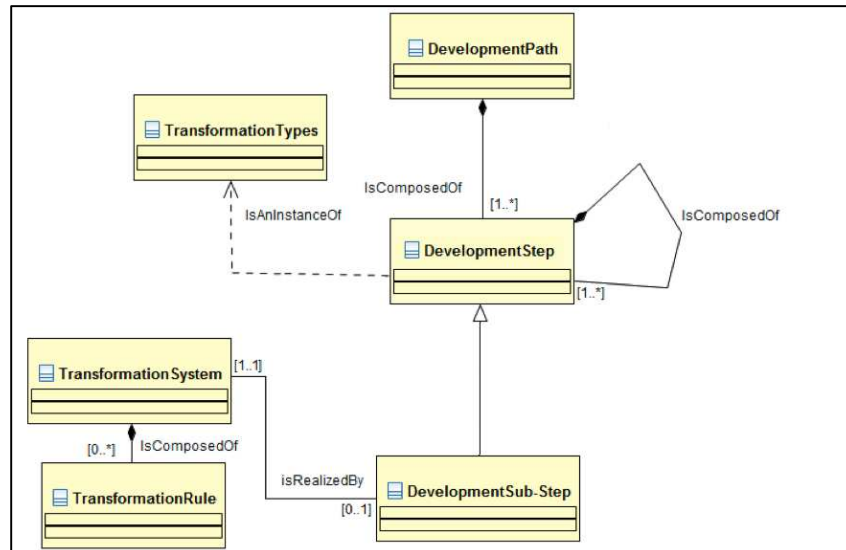 DevelopmentPath
TransformationTypes
IsComposedOf
[1..*]
IsAnInstanceOf
IsComposedOf
DevelopmentStep
[1..*]
TransformationSystem
[1..1]
[0..*]
IsComposedOf
isRealizedBy
TransformationRule
DevelopmentSub-Step
[0..1]